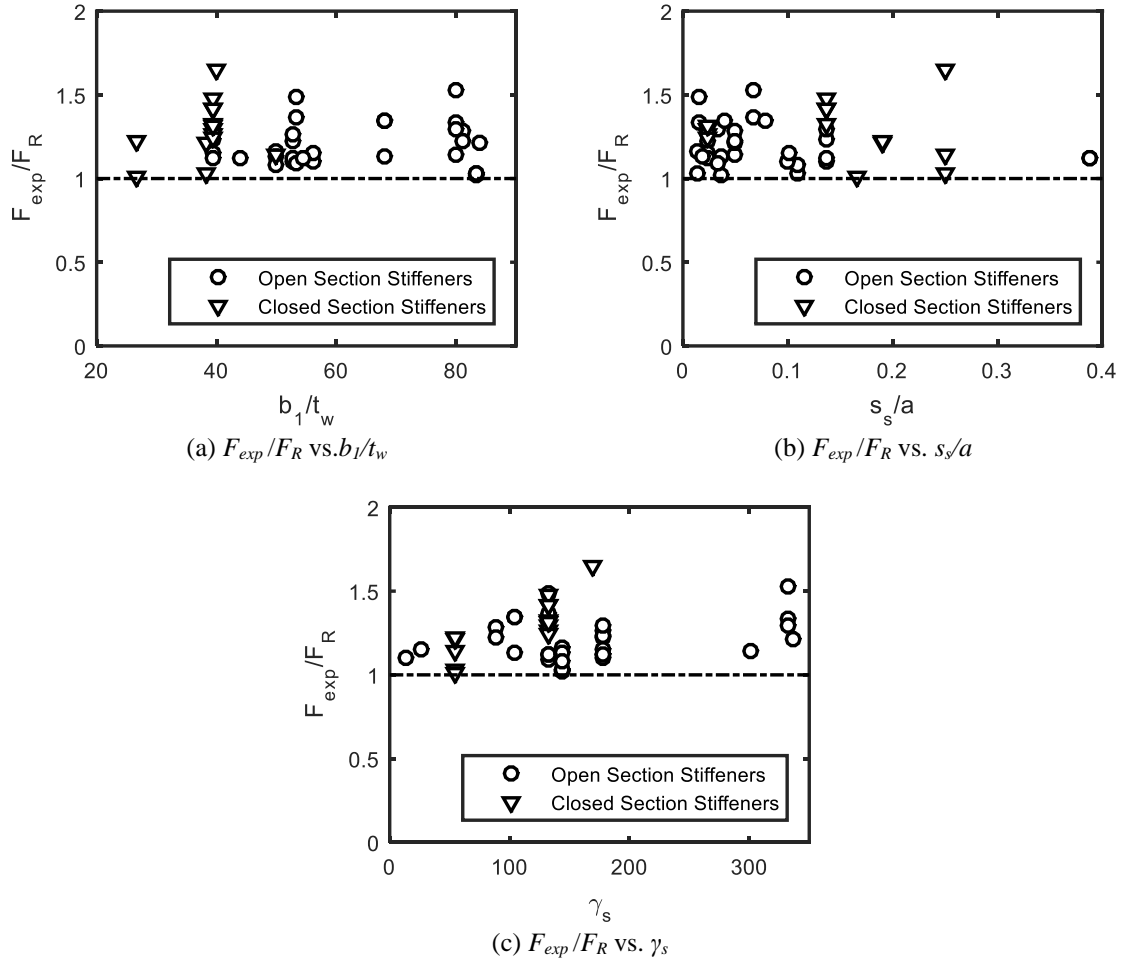 2
1.5
1
0.5
0
F_exp/F_R
Open Section Stiffeners
Closed Section Stiffeners
20 40 60 80
b_1/t_w
(a) F_exp /F_R vs.b_1/t_w
2
1.5
1
0.5
0
F_exp/F_R
Open Section Stiffeners
Closed Section Stiffeners
0 0.1 0.2 0.3 0.4
s_s/a
(b) F_exp /F_R vs. s_s/a
2
1.5
1
0.5
0
F_exp/F_R
Open Section Stiffeners
Closed Section Stiffeners
0 100 200 300
γ_s
(c) F_exp /F_R vs. γ_s